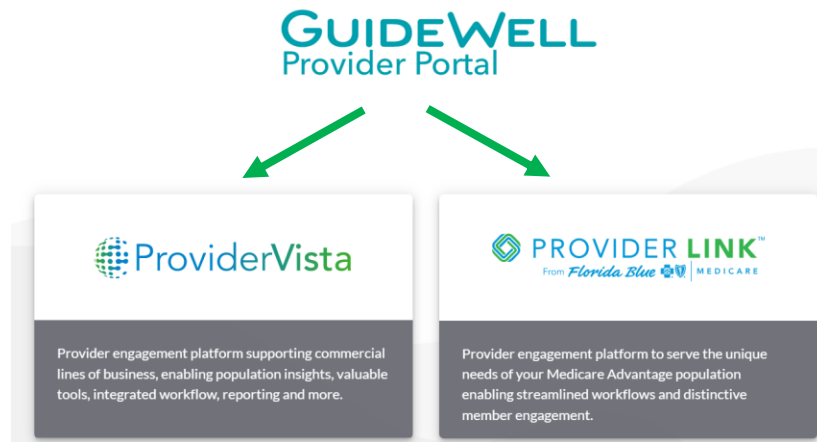 GUIDEWELL
Provider Portal
ProviderVista
Provider engagement platform supporting commercial
lines of business, enabling population insights, valuable
tools, integrated workflow, reporting and more.
PROVIDER LINK™
From Florida Blue MEDICARE
Provider engagement platform to serve the unique
needs of your Medicare Advantage population
enabling streamlined workflows and distinctive
member engagement.